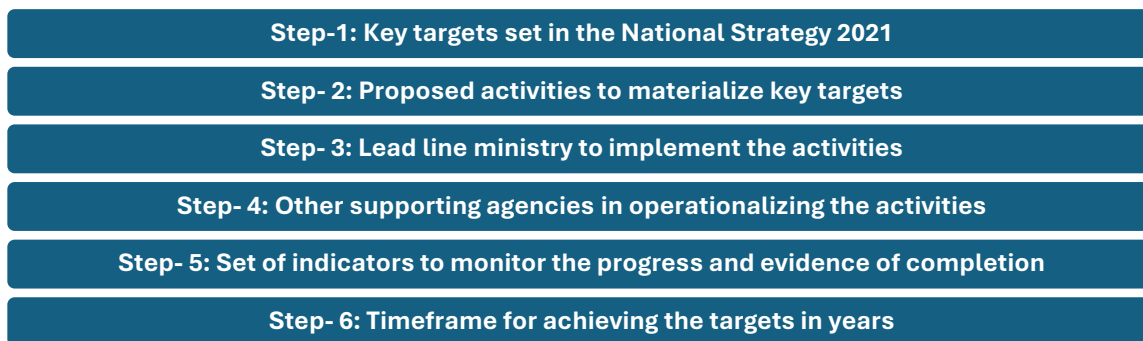 Step-1: Key targets set in the National Strategy 2021
Step- 2: Proposed activities to materialize key targets
Step- 3: Lead line ministry to implement the activities
Step- 4: Other supporting agencies in operationalizing the activities
Step- 5: Set of indicators to monitor the progress and evidence of completion
Step- 6: Timeframe for achieving the targets in years